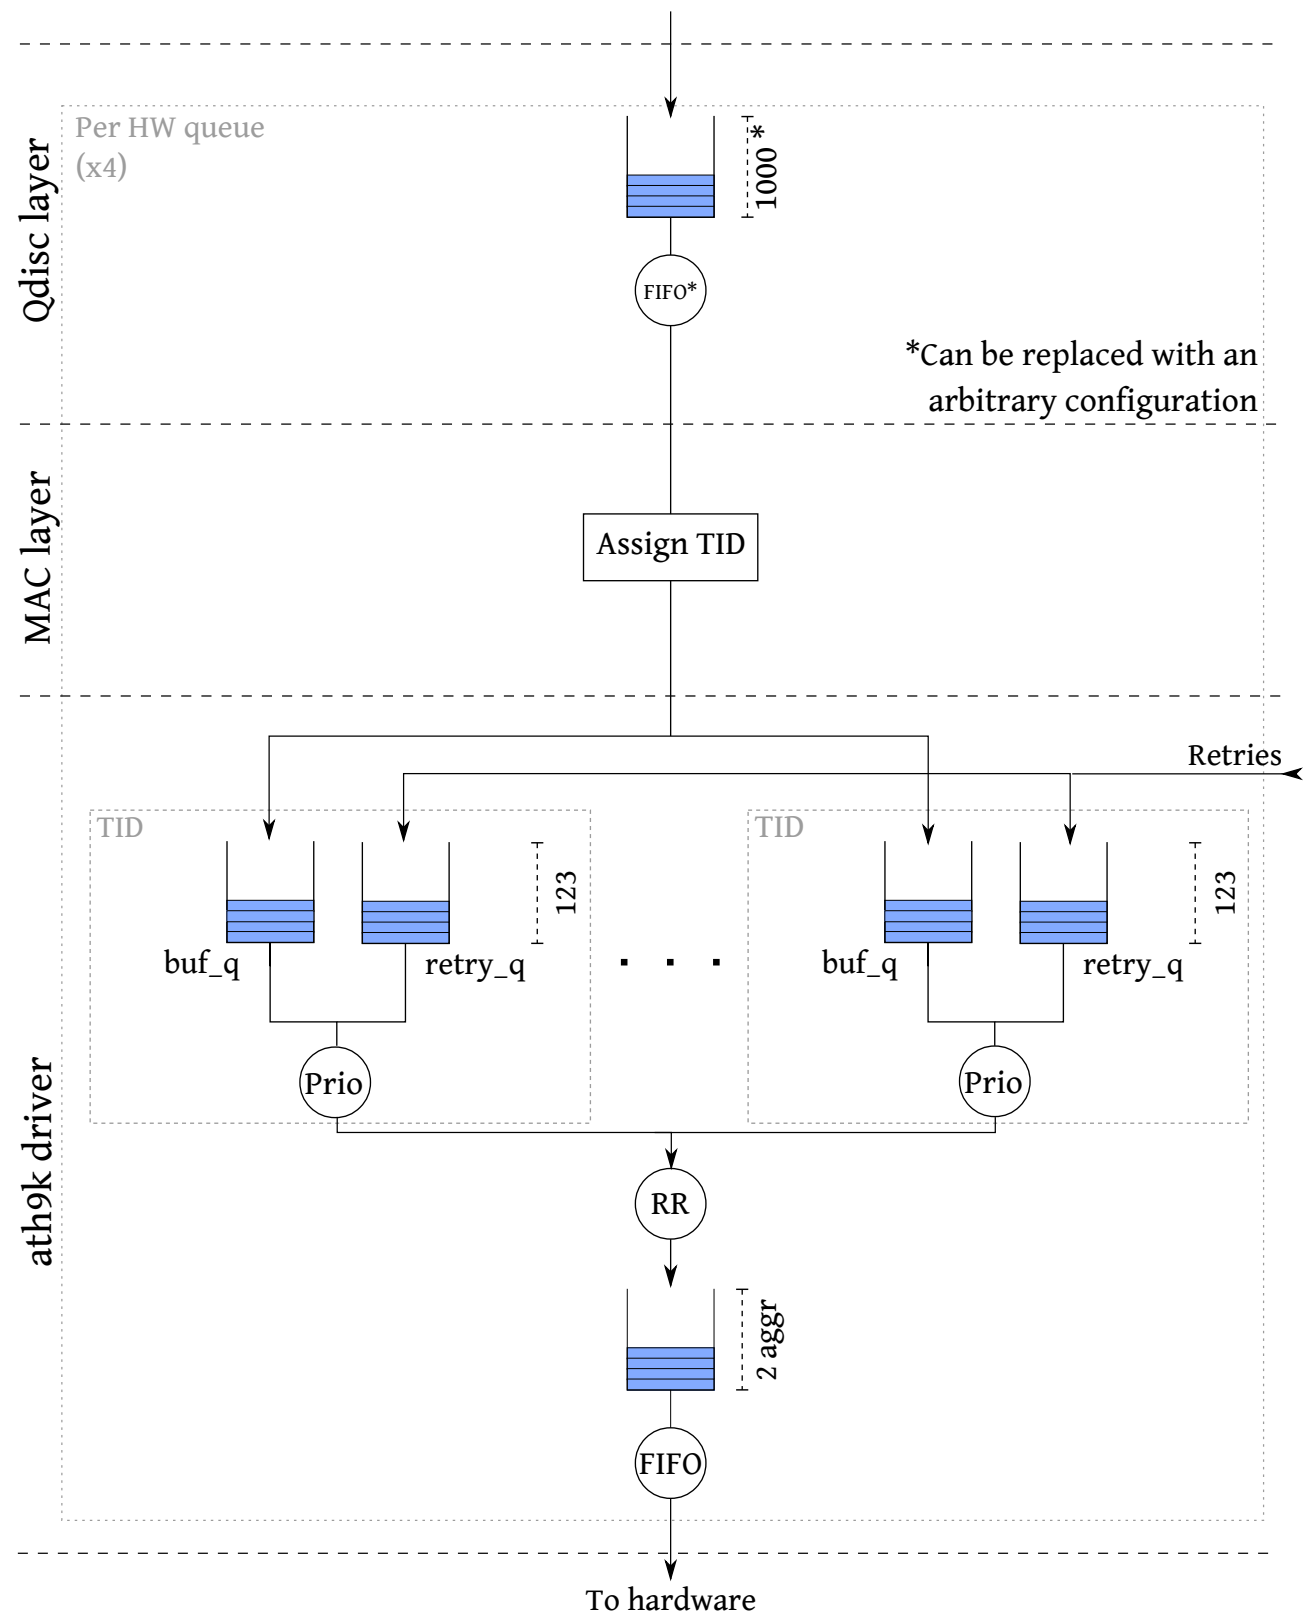 Per HW queue
(x4)
1000 *
Qdisc layer
FIFO*
*Can be replaced with an
arbitrary configuration
MAC layer
Assign TID
Retries
TID
TID
123
123
buf_q
retry_q
. . .
buf_q
retry_q
Prio
Prio
ath9k driver
RR
2 aggr
FIFO
To hardware